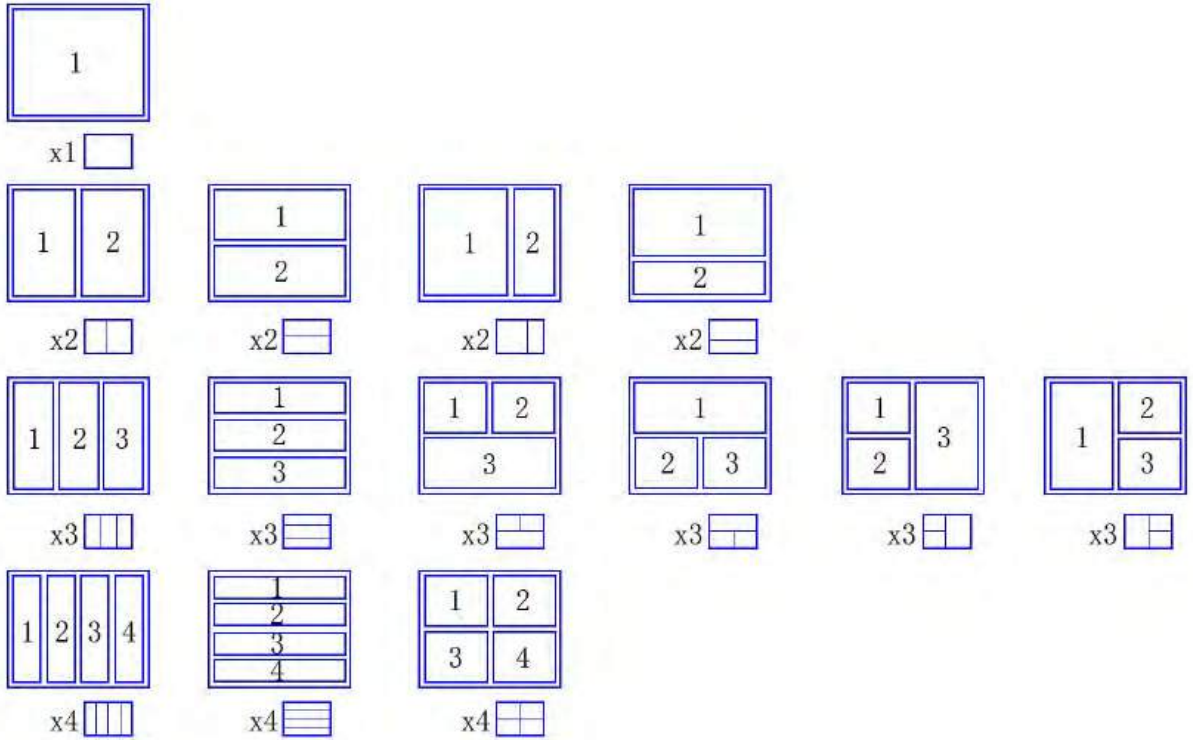 1
x1
1 2 1 2 1 2 1 2
x2 x2 x2 x2
1 2 3 1 2 3 1 2 3 1 2 3 1 2 3 1 2 3
x3 x3 x3 x3 x3 x3
1 2 3 4 1 2 3 4 1 2 3 4
x4 x4 x4